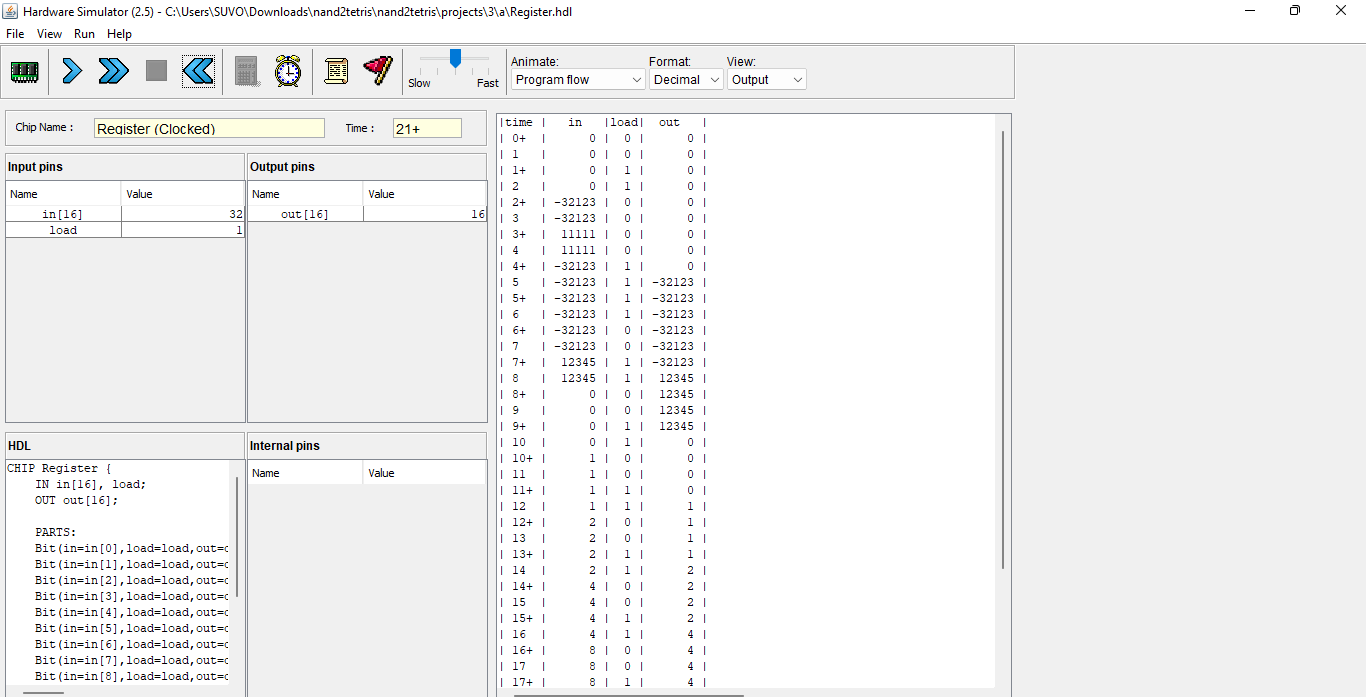 Hardware Simulator (2.5) - C:\Users\SUVO\Downloads\nand2tetris\nand2tetris\projects\3\a\Register.hdl
File View Run Help
Slow Fast
Animate: Format: View:
Program flow Decimal Output
Chip Name : Register (Clocked) Time : 21+
Input pins
Name Value
in[16] 32
load 1
Output pins
Name Value
out[16] 16
HDL
CHIP Register {
IN in[16], load;
OUT out[16];
PARTS:
Bit(in=in[0],load=load,out=
Bit(in=in[1],load=load,out=
Bit(in=in[2],load=load,out=
Bit(in=in[3],load=load,out=
Bit(in=in[4],load=load,out=
Bit(in=in[5],load=load,out=
Bit(in=in[6],load=load,out=
Bit(in=in[7],load=load,out=
Bit(in=in[8],load=load,out=
Internal pins
Name Value
|time | in |load| out |
| 0+ | 0 | 0 | 0 |
| 1 | 0 | 0 | 0 |
| 1+ | 0 | 1 | 0 |
| 2 | 0 | 1 | 0 |
| 2+ | -32123 | 0 | 0 |
| 3 | -32123 | 0 | 0 |
| 3+ | 11111 | 0 | 0 |
| 4 | 11111 | 0 | 0 |
| 4+ | -32123 | 1 | 0 |
| 5 | -32123 | 1 | -32123 |
| 5+ | -32123 | 1 | -32123 |
| 6 | -32123 | 1 | -32123 |
| 6+ | -32123 | 0 | -32123 |
| 7 | -32123 | 0 | -32123 |
| 7+ | 12345 | 1 | -32123 |
| 8 | 12345 | 1 | 12345 |
| 8+ | 0 | 0 | 12345 |
| 9 | 0 | 0 | 12345 |
| 9+ | 0 | 1 | 12345 |
| 10 | 0 | 1 | 0 |
| 10+ | 1 | 0 | 0 |
| 11 | 1 | 0 | 0 |
| 11+ | 1 | 1 | 0 |
| 12 | 1 | 1 | 1 |
| 12+ | 2 | 0 | 1 |
| 13 | 2 | 0 | 1 |
| 13+ | 2 | 1 | 1 |
| 14 | 2 | 1 | 2 |
| 14+ | 4 | 0 | 2 |
| 15 | 4 | 0 | 2 |
| 15+ | 4 | 1 | 2 |
| 16 | 4 | 1 | 4 |
| 16+ | 8 | 0 | 4 |
| 17 | 8 | 0 | 4 |
| 17+ | 8 | 1 | 4 |